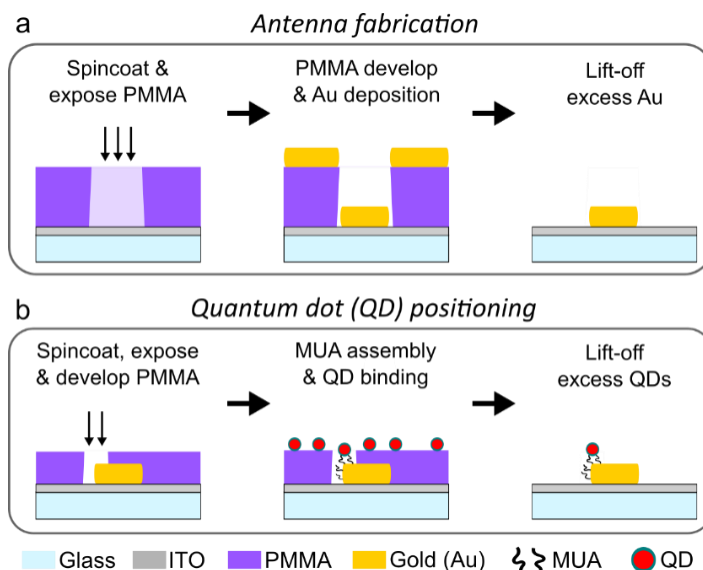 a
Antenna fabrication
Spincoat &
expose PMMA
PMMA develop
& Au deposition
Lift-off
excess Au
b
Quantum dot (QD) positioning
Spincoat, expose
& develop PMMA
MUA assembly
& QD binding
Lift-off
excess QDs
Glass ITO PMMA Gold (Au) MUA QD